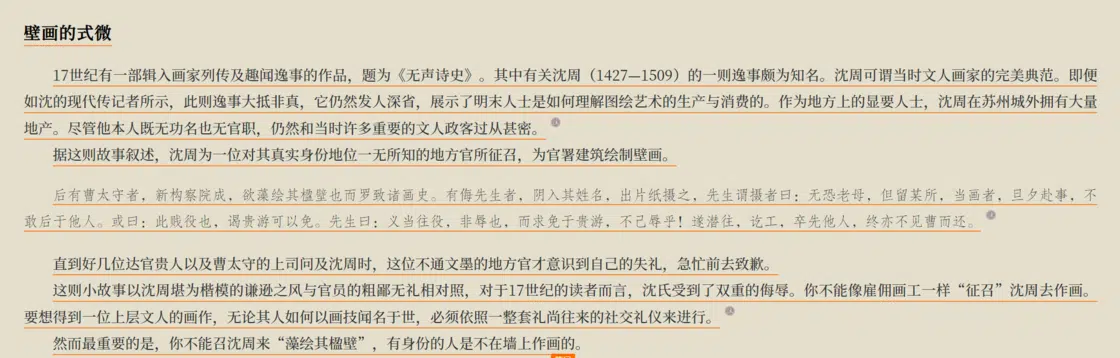 壁画的式微
17世纪有一部辑入画家列传及趣闻逸事的作品，题为《无声诗史》。其中有关沈周（1427—1509）的一则逸事颇为知名。沈周可谓当时文人画家的完美典范。即便
如沈的现代传记者所示，此则逸事大抵非真，它仍然发人深省，展示了明末人士是如何理解图绘艺术的生产与消费的。作为地方上的显要人士，沈周在苏州城外拥有大量
地产。尽管他本人既无功名也无官职，仍然和当时许多重要的文人政客过从甚密。
据这则故事叙述，沈周为一位对其真实身份地位一无所知的地方官所征召，为官署建筑绘制壁画。
后有曹太守者，新构察院成，欲藻绘其楹壁也而罗致诸画史。有侮先生者，阴入其姓名，出片纸摄之，先生谓摄者曰：无恐老母，但留某所，当画者，旦夕赴事，不
敢后于他人。或曰：此贱役也，谒贵游可以免。先生曰：义当往役，非辱也，而求免于贵游，不已辱乎！遂潜往，讫工，卒先他人，终亦不见曹而还。
直到好几位达官贵人以及曹太守的上司问及沈周时，这位不通文墨的地方官才意识到自己的失礼，急忙前去致歉。
这则小故事以沈周堪为楷模的谦逊之风与官员的粗鄙无礼相对照，对于17世纪的读者而言，沈氏受到了双重的侮辱。你不能像雇佣画工一样“征召”沈周去作画。
要想得到一位上层文人的画作，无论其人如何以画技闻名于世，必须依照一整套礼尚往来的社交礼仪来进行。
然而最重要的是，你不能召沈周来“藻绘其楹壁”，有身份的人是不在墙上作画的。